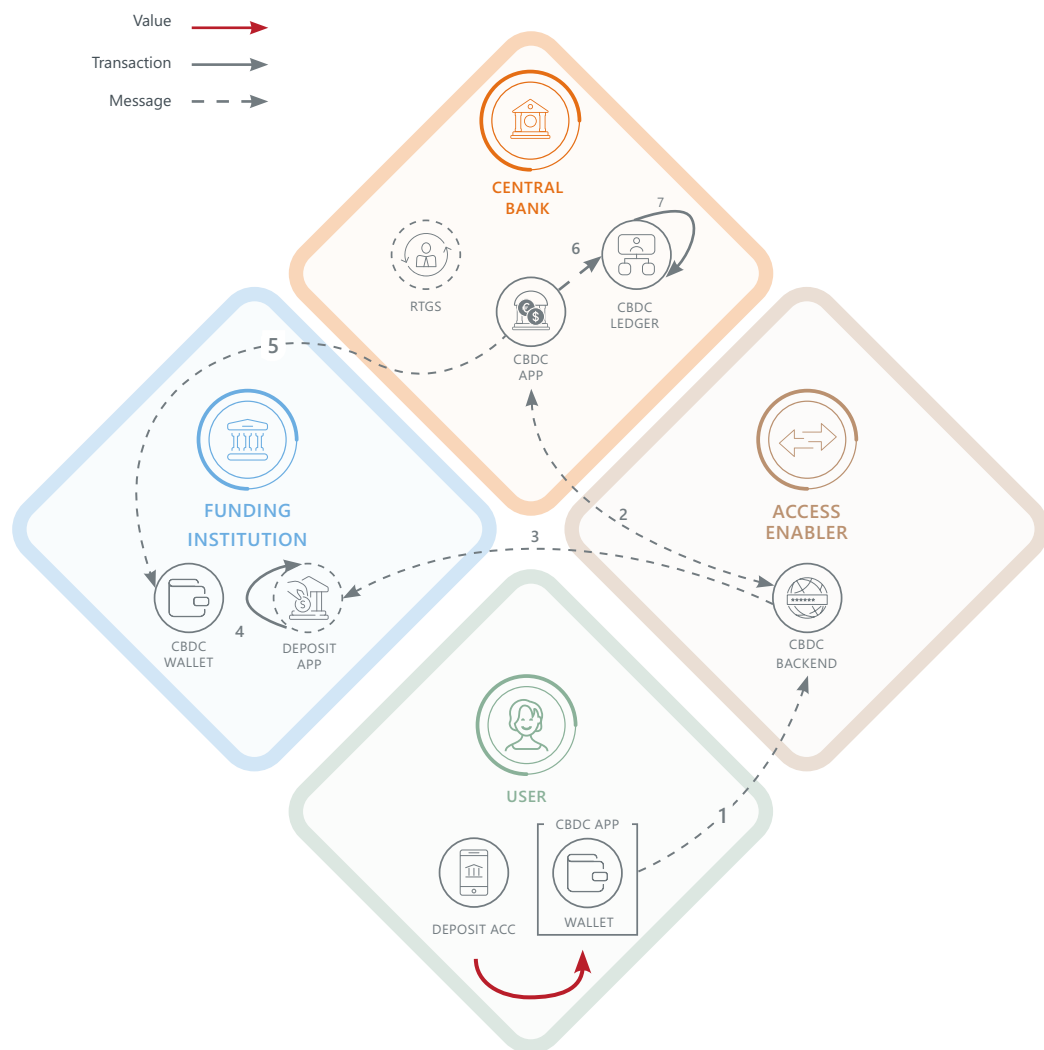 Value
Transaction
Message
CENTRAL
BANK
7
6
RTGS
CBDC
LEDGER
€
$
CBDC
APP
5
FUNDING
INSTITUTION
ACCESS
ENABLER
2
3
******
$
4
CBDC
WALLET
DEPOSIT
APP
CBDC
BACKEND
USER
1
CBDC APP
DEPOSIT ACC
WALLET